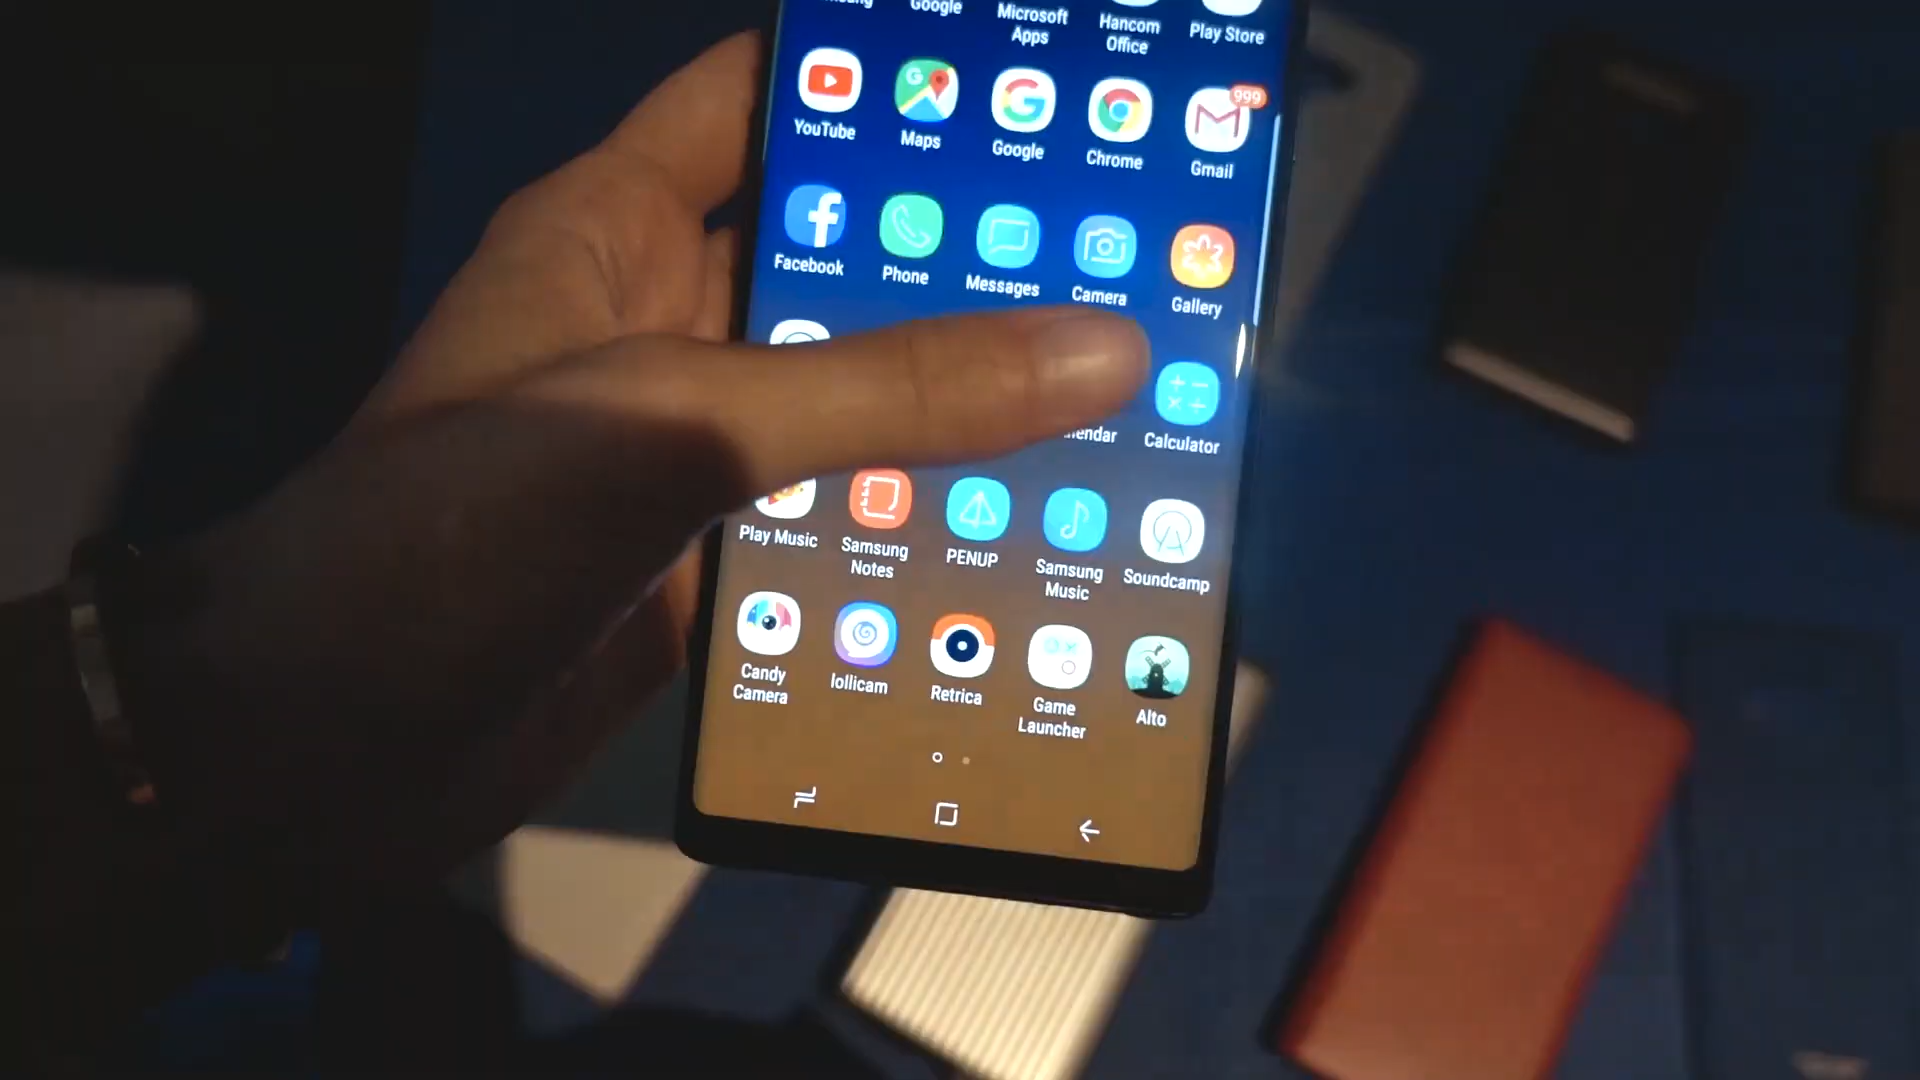 Google
Microsoft
Apps
Hancom
Office
Play Store
YouTube
Maps
Google
Chrome
999
Gmail
Facebook
Phone
Messages
Camera
Gallery
Calculator
Play Music
Samsung
Notes
PENUP
Samsung
Music
Soundcamp
Candy
Camera
lollicam
Retrica
Game
Launcher
Alto